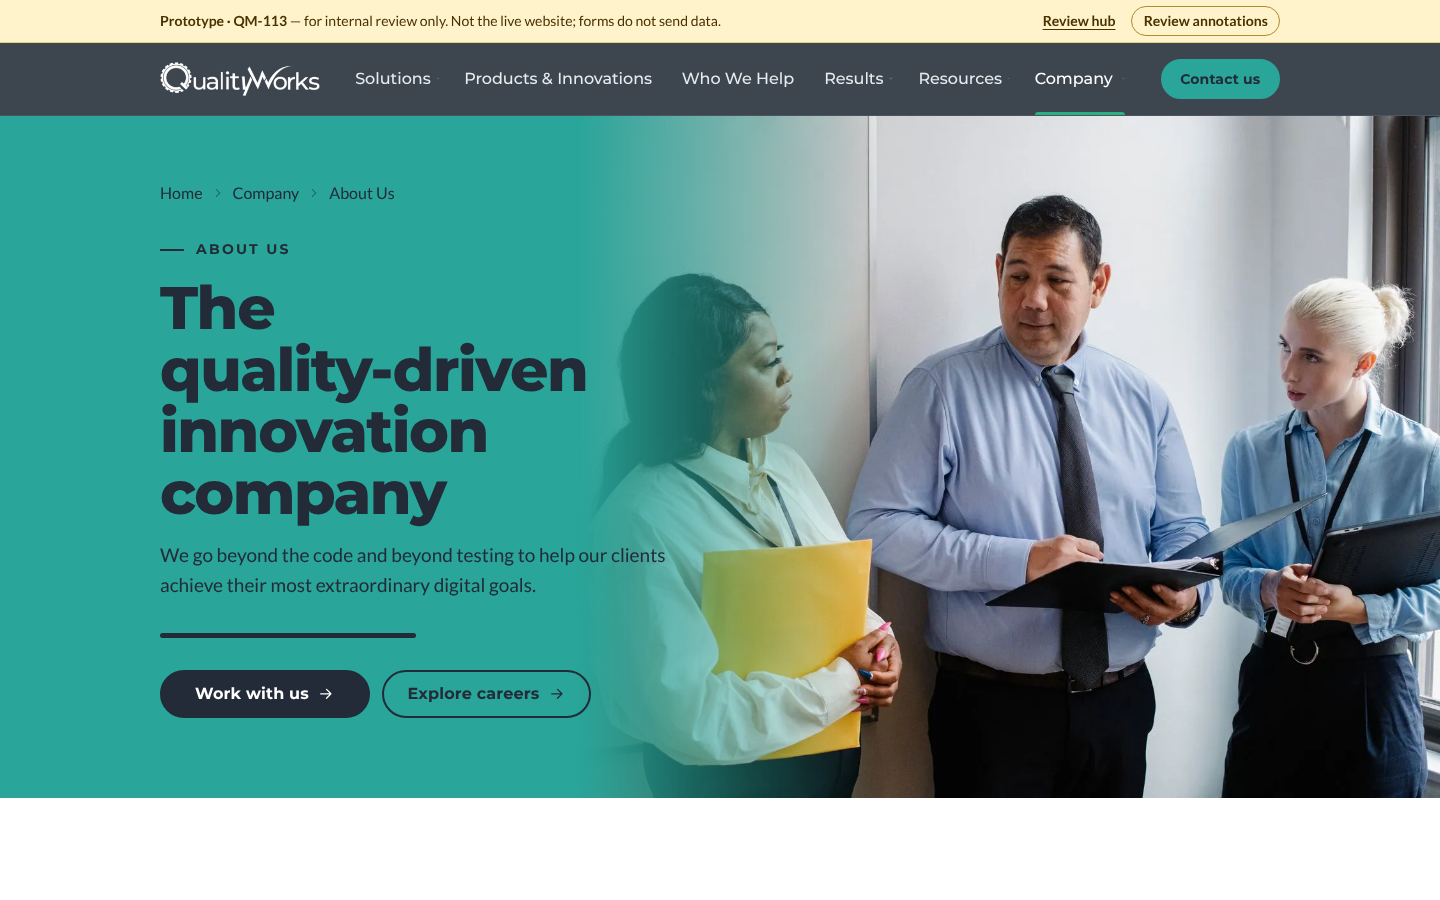 Prototype · QM-113 — for internal review only. Not the live website; forms do not send data.
Review hub
Review annotations
QualityWorks
Solutions
Products & Innovations
Who We Help
Results
Resources
Company
Contact us
Home > Company > About Us
ABOUT US
The
quality-driven
innovation
company
We go beyond the code and beyond testing to help our clients
achieve their most extraordinary digital goals.
Work with us →
Explore careers →